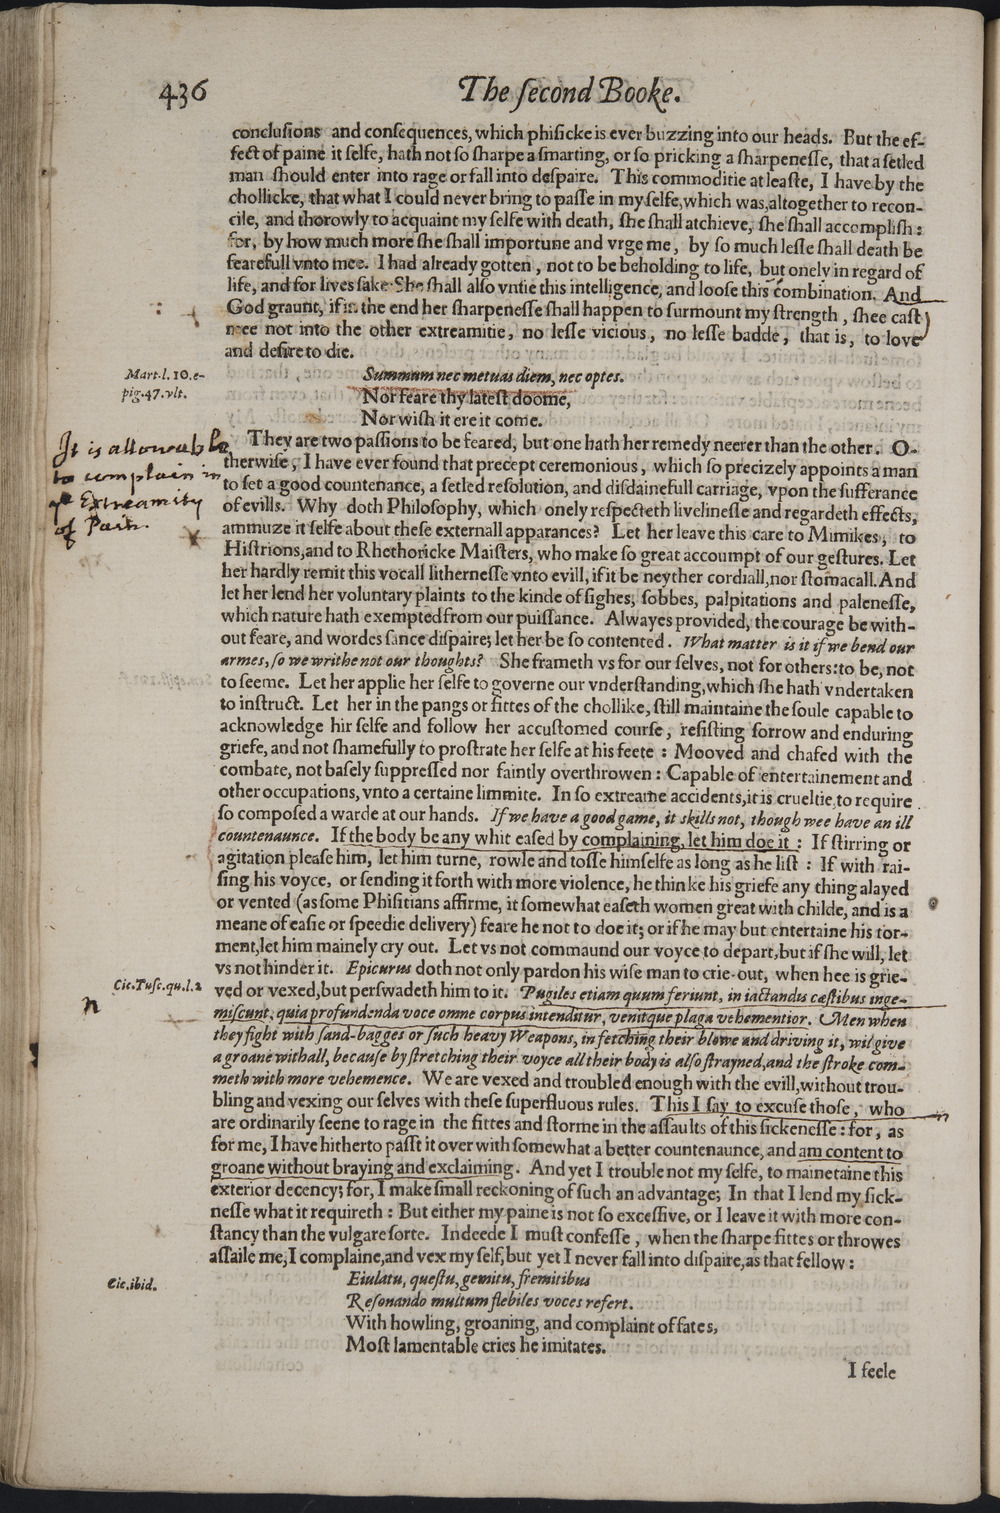 436
The ſecond Booke.
concluſions and conſequences, which phiſicke is ever buzzing into our heads. But the ef-
fect of paine it ſelfe, hath not ſo ſharpe a ſmarting, or ſo pricking a ſharpeneſſe, that a ſetled
man ſhould enter into rage or fall into deſpaire. This commoditie at leaſte, I have by the
chollicke, that what I could never bring to paſſe in my ſelfe, which was, altogether to recon-
cile, and thorowly to acquaint my ſelfe with death, ſhe ſhall atchieve, ſhe ſhall accompliſh:
for, by how much more ſhe ſhall importune and vrge me, by ſo much leſſe ſhall death be
fearefull vnto mee. I had already gotten, not to be beholding to life, but onely in regard of
life, and for lives ſake: She ſhall alſo vntie this intelligence, and looſe this combination. And
God graunt, if in the end her ſharpeneſſe ſhall happen to ſurmount my ſtrength, ſhee caſt
mee not into the other extreamitie, no leſſe vicious, no leſſe badde, that is, to love
and deſire to die.
Mart. l. 10. e-
pig. 47. vlt.
Summum nec metuas diem, nec optes.
Nor feare thy lateſt doome,
Nor wiſh it ere it come.
It is allowable
to complain in
ye Extreamity
of Pain.
They are two paſſions to be feared, but one hath her remedy neerer than the other. O-
therwiſe, I have ever found that precept ceremonious, which ſo precizely appoints a man
to ſet a good countenance, a ſetled reſolution, and diſdainefull carriage, vpon the ſufferance
of evills. Why doth Philoſophy, which onely reſpecteth livelineſſe and regardeth effects,
ammuze it ſelfe about theſe externall apparances? Let her leave this care to Mimikes, to
Hiſtrions, and to Rhethoricke Maiſters, who make ſo great accoumpt of our geſtures. Let
her hardly remit this vocall litherneſſe vnto evill, if it be neyther cordiall, nor ſtomacall. And
let her lend her voluntary plaints to the kinde of ſighes, ſobbes, palpitations and paleneſſe,
which nature hath exempted from our puiſſance. Alwayes provided, the courage be with-
out feare, and wordes ſance diſpaire; let her be ſo contented. What matter is it if we bend our
armes, ſo we writhe not our thoughts? She frameth vs for our ſelves, not for others: to be, not
to ſeeme. Let her applie her ſelfe to governe our vnderſtanding, which ſhe hath vndertaken
to inſtruct. Let her in the pangs or fittes of the chollike, ſtill maintaine the ſoule capable to
acknowledge hir ſelfe and follow her accuſtomed courſe, reſiſting ſorrow and enduring
griefe, and not ſhamefully to proſtrate her ſelfe at his feete: Mooved and chafed with the
combate, not baſely ſuppreſſed nor faintly overthrowen: Capable of entertainement and
other occupations, vnto a certaine limmite. In ſo extreame accidents, it is crueltie to require
ſo compoſed a warde at our hands. If we have a good game, it skills not, though wee have an ill
countenaunce. If the body be any whit eaſed by complaining, let him doe it: If ſtirring or
agitation pleaſe him, let him turne, rowle and toſſe himſelfe as long as he liſt: If with rai-
ſing his voyce, or ſending it forth with more violence, he thinke his griefe any thing alayed
or vented (as ſome Phiſitians affirme, it ſomewhat eaſeth women great with childe, and is a
meane of eaſie or ſpeedie delivery) feare he not to doe it; or if he may but entertaine his tor-
ment, let him mainely cry out. Let vs not commaund our voyce to depart, but if ſhe will, let
vs not hinder it. Epicurus doth not only pardon his wiſe man to crie-out, when hee is grie-
Cic. Tuſc. qu. l. 2
n
ved or vexed, but perſwadeth him to it: Pugiles etiam quum feriunt, in iactandis cæſtibus inge-
miſcunt, quia profundenda voce omne corpus intenditur, venitque plaga vehementior. Men when
they fight with ſand-bagges or ſuch heavy Weapons, in fetching their blowe and driving it, wil give
a groane withall, becauſe by ſtretching their voyce all their body is alſo ſtrayned, and the ſtroke com-
meth with more vehemence. We are vexed and troubled enough with the evill, without trou-
bling and vexing our ſelves with theſe ſuperfluous rules. This I ſay to excuſe thoſe, who
are ordinarily ſeene to rage in the fittes and ſtorme in the aſſaults of this ſickeneſſe: for, as
for me, I have hitherto paſſt it over with ſomewhat a better countenaunce, and am content to
groane without braying and exclaiming. And yet I trouble not my ſelfe, to mainetaine this
exterior decency; for, I make ſmall reckoning of ſuch an advantage; In that I lend my ſick-
neſſe what it requireth: But either my paine is not ſo exceſſive, or I leave it with more con-
ſtancy than the vulgare ſorte. Indeede I muſt confeſſe, when the ſharpe fittes or throwes
aſſaile me, I complaine, and vex my ſelf, but yet I never fall into diſpaire, as that fellow:
Cic. ibid.
Eiulatu, queſtu, gemitu, fremitibus
Reſonando multum flebiles voces refert.
With howling, groaning, and complaint of fates,
Moſt lamentable cries he imitates.
I feele